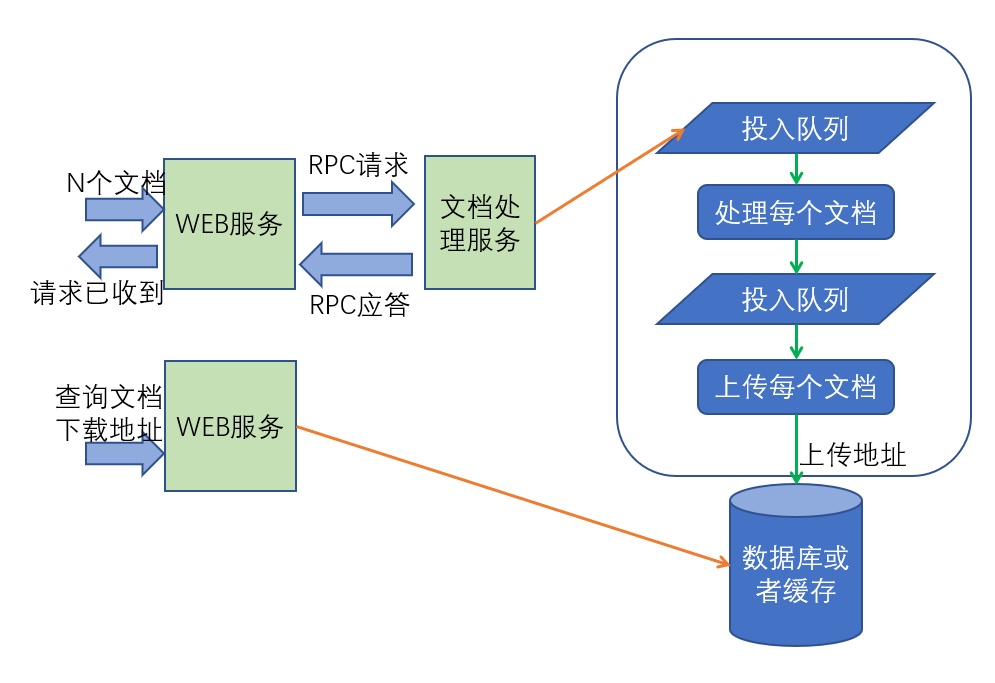 N个文档
WEB服务
请求已收到
RPC请求
RPC应答
文档处
理服务
投入队列
处理每个文档
投入队列
上传每个文档
上传地址
查询文档
下载地址
WEB服务
数据库或
者缓存